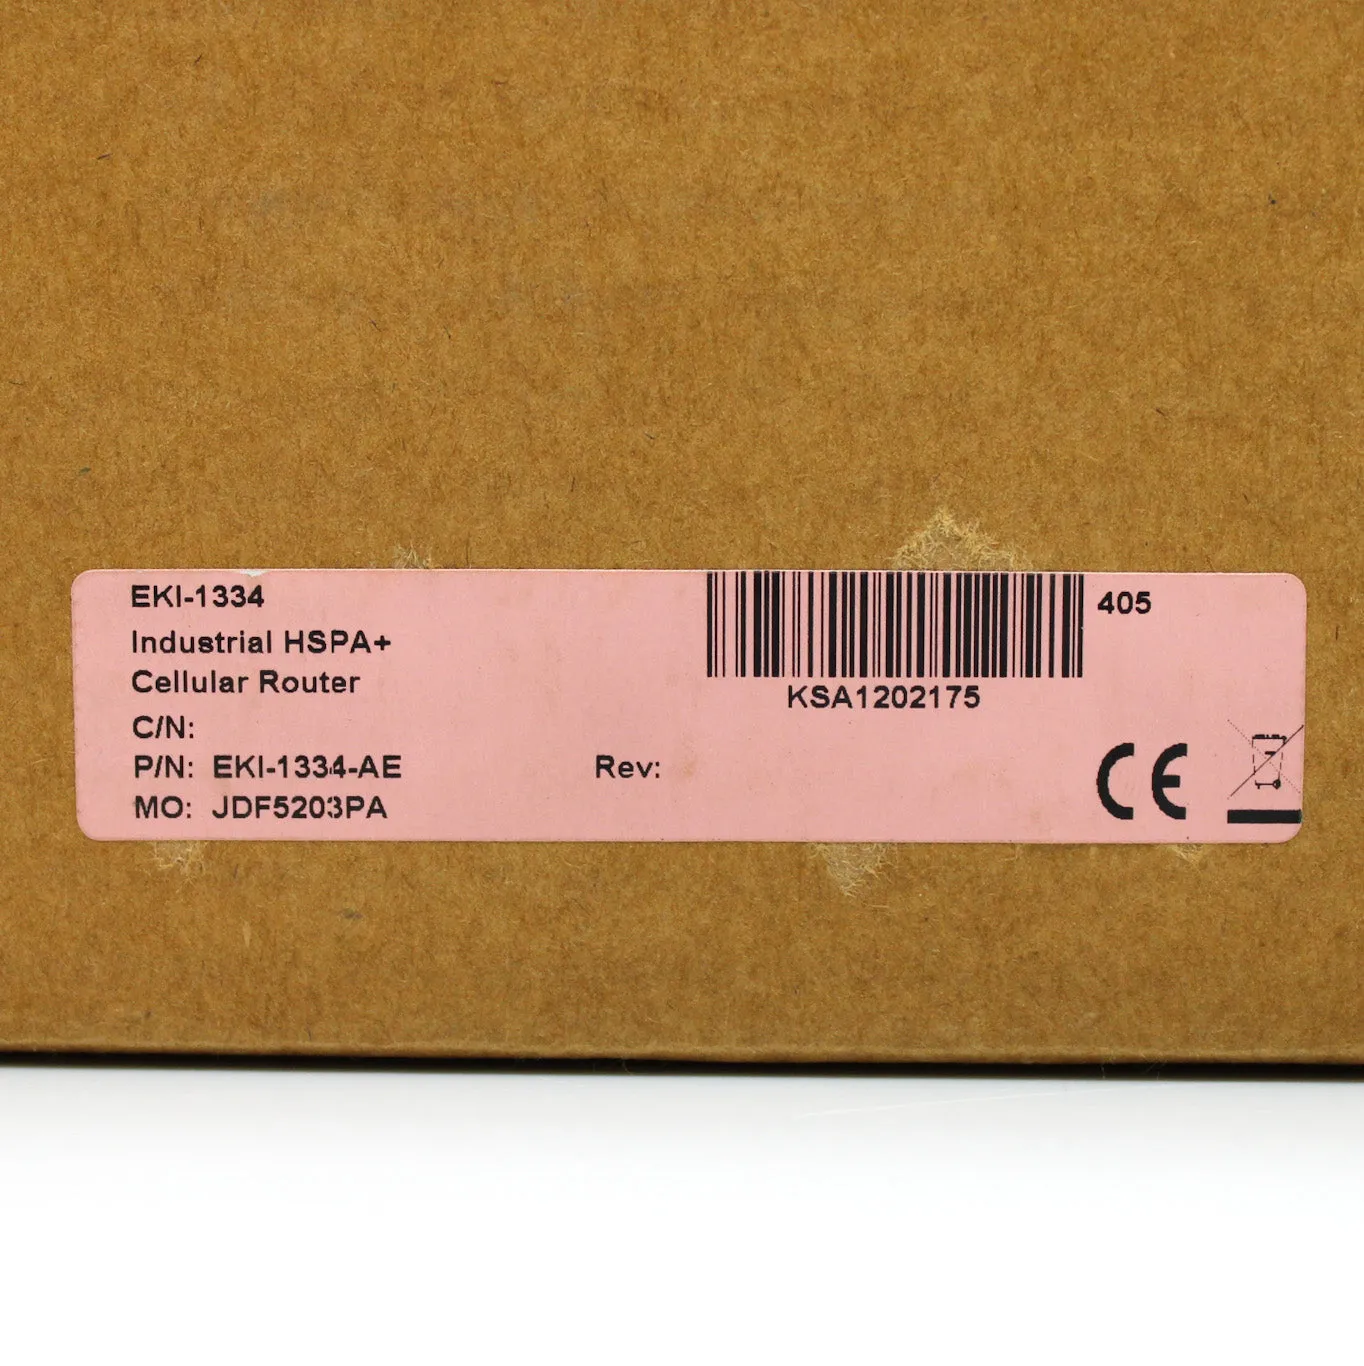 EKI-1334
Industrial HSPA+
Cellular Router
C/N:
P/N: EKI-1334-AE
Rev:
MO: JDF5203PA
405
KSA1202175
CE